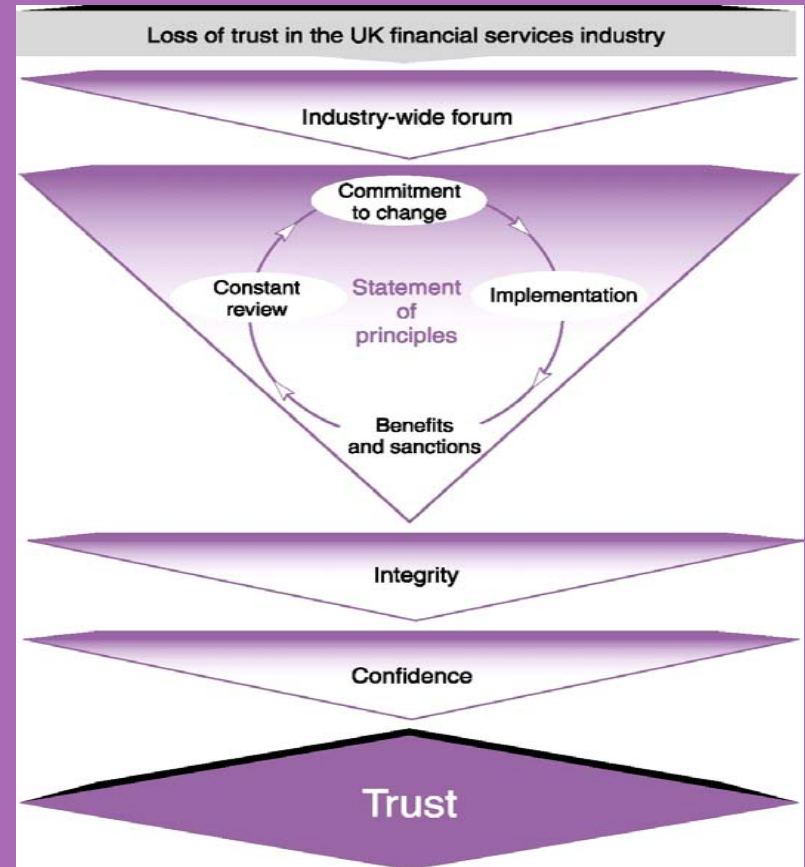 Loss of trust in the UK financial services industry
Industry-wide forum
Commitment
to change
Constant
review
Statement
of
principles
Implementation
Benefits
and sanctions
Integrity
Confidence
Trust